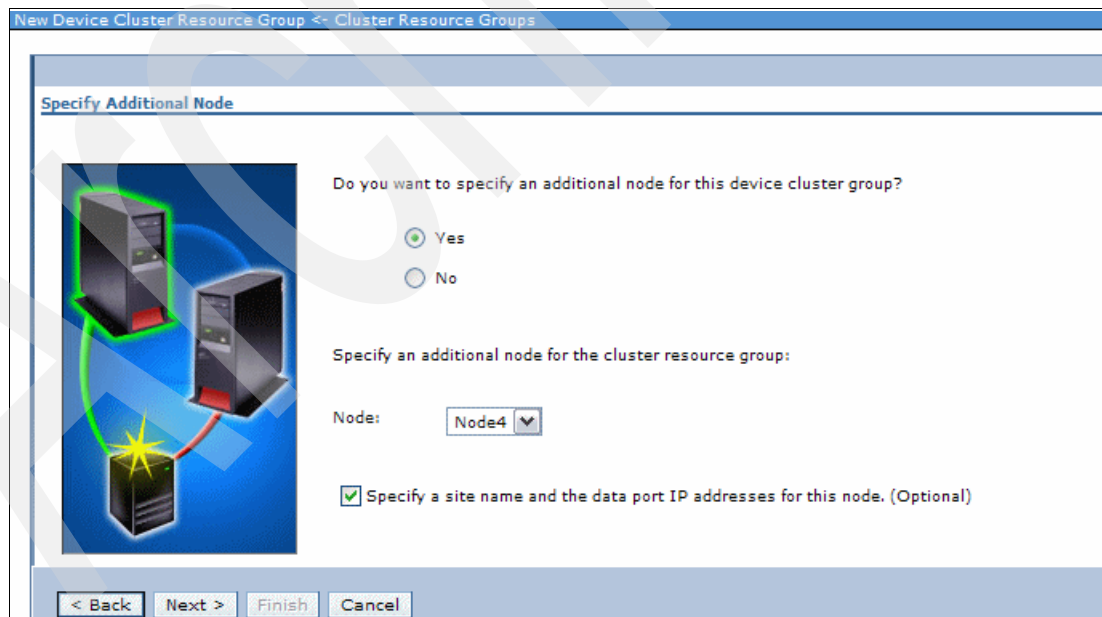 New Device Cluster Resource Group <- Cluster Resource Groups
Specify Additional Node
Do you want to specify an additional node for this device cluster group?
Yes
No
Specify an additional node for the cluster resource group:
Node: Node4
Specify a site name and the data port IP addresses for this node. (Optional)
< Back Next > Finish Cancel